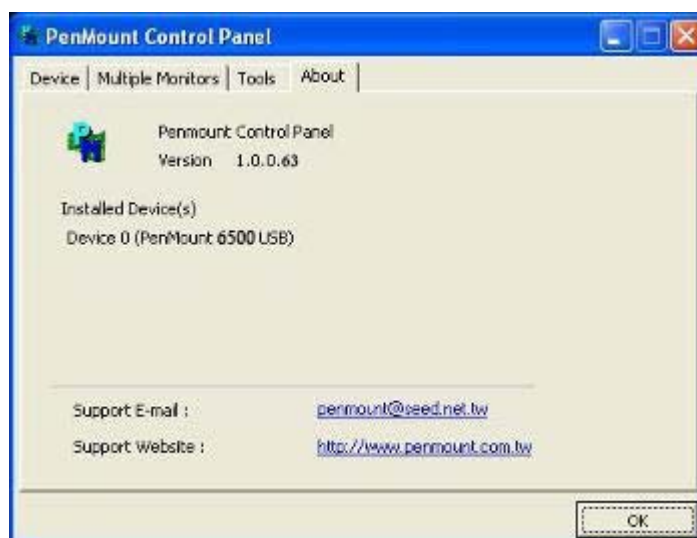 PenMount Control Panel
Device Multiple Monitors Tools About
Penmount Control Panel
Version 1.0.0.63
Installed Device(s)
Device 0 (PenMount 6500 USB)
Support E-mail : penmount@seed.net.tw
Support Website : http://www.penmount.com.tw
OK